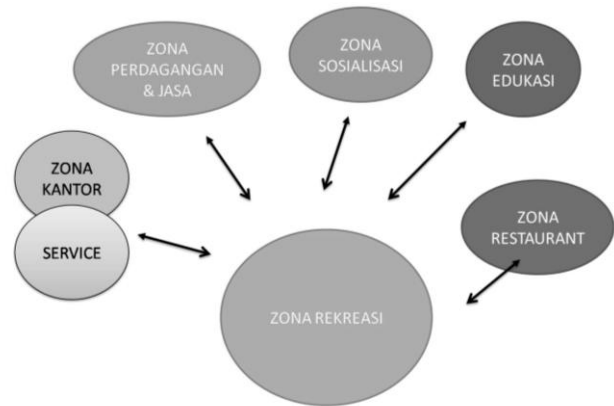 ZONA
PERDAGANGAN
& JASA
ZONA
SOSIALISASI
ZONA
EDUKASI
ZONA
KANTOR
SERVICE
ZONA
RESTAURANT
ZONA REKREASI